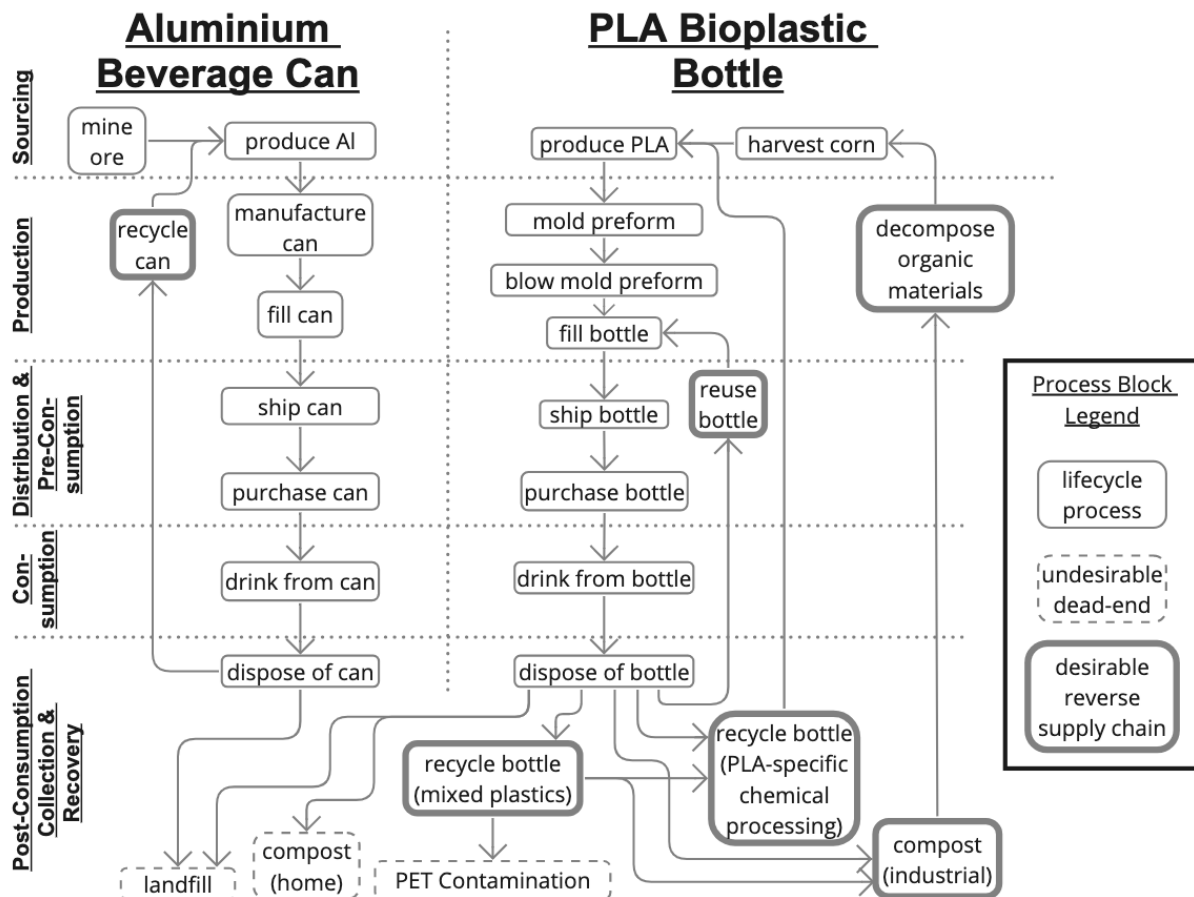 Aluminium
Beverage Can
PLA Bioplastic
Bottle
Sourcing
mine
ore
produce Al
produce PLA
harvest corn
Production
recycle
can
manufacture
can
fill can
mold preform
blow mold preform
fill bottle
decompose
organic
materials
Distribution &
Pre-Con-
sumption
ship can
purchase can
ship bottle
purchase bottle
reuse
bottle
Con-
sumption
drink from can
drink from bottle
Post-Consumption
Collection &
Recovery
dispose of can
dispose of bottle
recycle bottle
(mixed plastics)
recycle bottle
(PLA-specific
chemical
processing)
landfill
compost
(home)
PET Contamination
compost
(industrial)
Process Block
Legend
lifecycle
process
undesirable
dead-end
desirable
reverse
supply chain